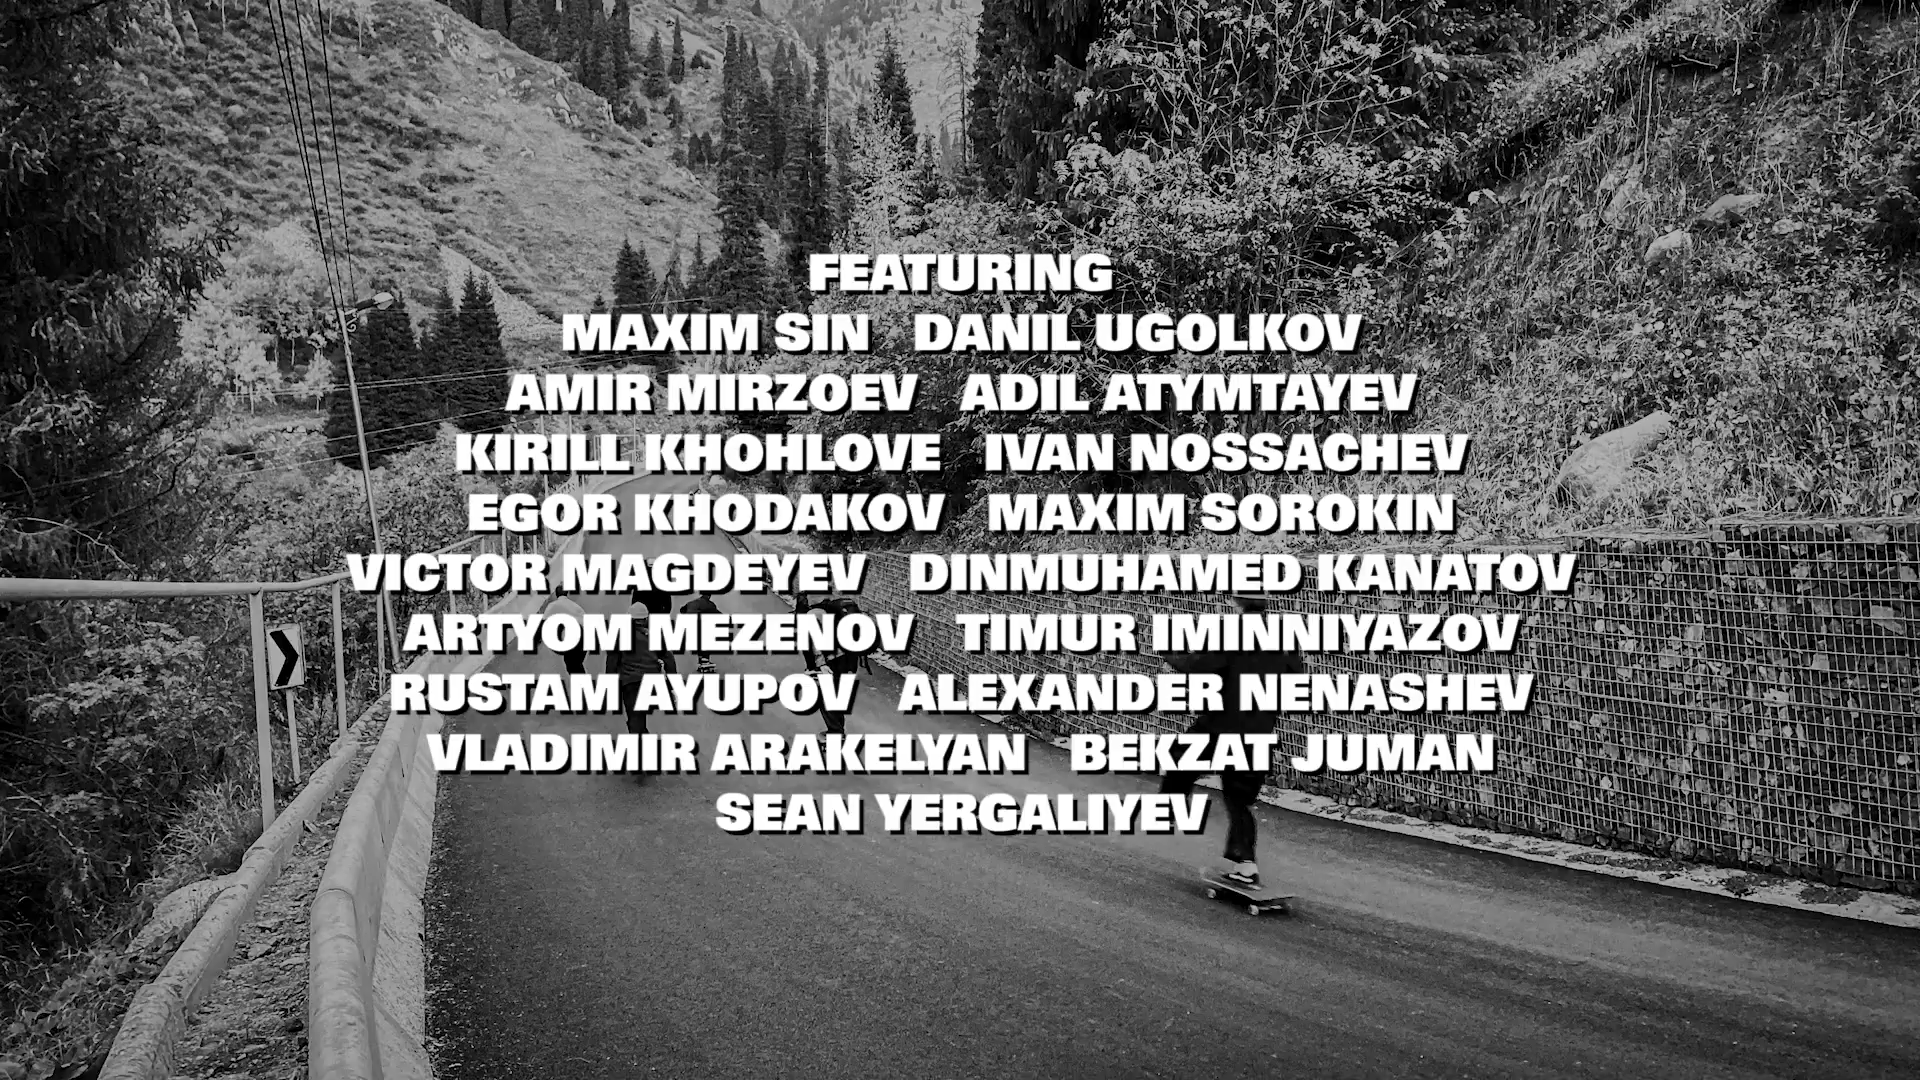 FEATURING
MAXIM SIN DANIL UGOLKOV
AMIR MIRZOEV ADIL ATYMTAYEV
KIRILL KHOHLOVE IVAN NOSSACHEV
EGOR KHODAKOV MAXIM SOROKIN
VICTOR MAGDEYEV DINMUHAMED KANATOV
ARTYOM MEZENOV TIMUR IMINNIYAZOV
RUSTAM AYUPOV ALEXANDER NENASHEV
VLADIMIR ARAKELYAN BEKZAT JUMAN
SEAN YERGALIYEV